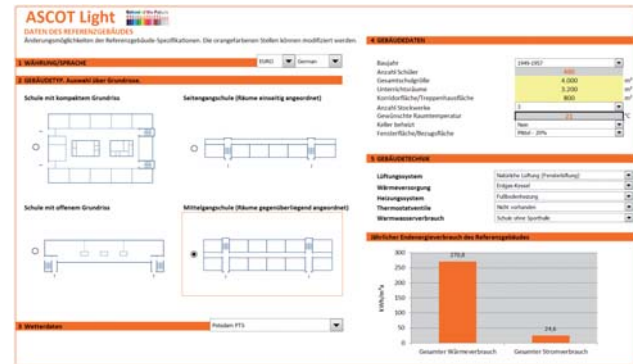 ASCOT Light
School of the Future
DATEN DES REFERENZGEBÄUDES
Änderungsmöglichkeiten der Referenzgebäude-Spezifikationen. Die orangefarbenen Stellen können modifiziert werden.
1 WÄHRUNG/SPRACHE
EURO
German
2 GEBÄUDETYP. Auswahl über Grundrisse.
Schule mit kompaktem Grundriss
Seitengangschule (Räume einseitig angeordnet)
Schule mit offenem Grundriss
Mittelgangschule (Räume gegenüberliegend angeordnet)
3 Wetterdaten
Potsdam PTS
4 GEBÄUDEDATEN
Baujahr
1949-1957
Anzahl Schüler
400
Gesamtschulgröße
4.000
m²
Unterrichtsräume
3.200
m²
Korridorfläche/Treppenhausfläche
800
m²
Anzahl Stockwerke
3
Gewünschte Raumtemperatur
21
°C
Keller beheizt
Nein
Fensterfläche/Bezugsfläche
Mittel - 20%
5 GEBÄUDETECHNIK
Lüftungssystem
Natürliche Lüftung (Fensterlüftung)
Wärmeversorgung
Erdgas-Kessel
Heizungssystem
Fußbodenheizung
Thermostatventile
Nicht vorhanden
Warmwasserverbrauch
Schule ohne Sporthalle
Jährlicher Endenergieverbrauch des Referenzgebäudes
kWh/m²a
300
250
200
150
100
50
0
270,8
24,6
Gesamter Wärmeverbrauch
Gesamter Stromverbrauch